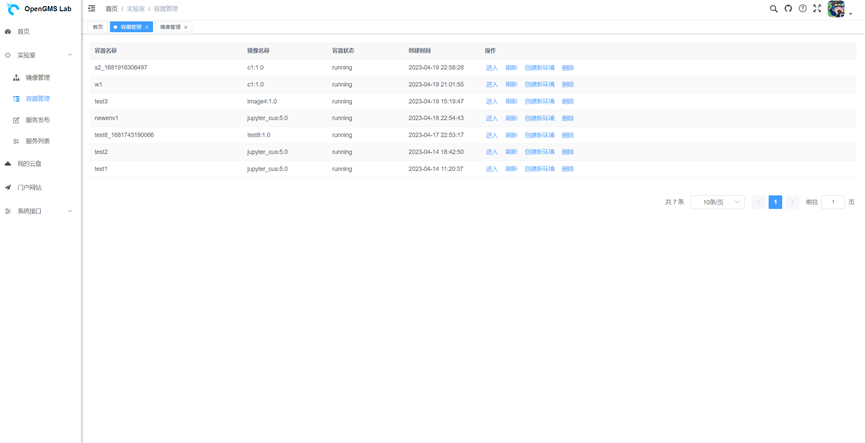 OpenGMS Lab
首页 / 实验室 / 容器管理
首页 容器管理 × 镜像管理 ×
首页
实验室
镜像管理
容器管理
服务发布
服务列表
我的云盘
门户网站
系统接口
容器名称 镜像名称 容器状态 创建时间 操作
s2_1681916306497 c1:1.0 running 2023-04-19 22:58:28 进入 刷新 创建新环境 删除
w1 c1:1.0 running 2023-04-19 21:01:55 进入 刷新 创建新环境 删除
test3 image4:1.0 running 2023-04-19 15:19:47 进入 刷新 创建新环境 删除
newenv1 jupyter_cus:5.0 running 2023-04-18 22:54:43 进入 刷新 创建新环境 删除
test8_1681743190066 test5:1.0 running 2023-04-17 22:53:17 进入 刷新 创建新环境 删除
test2 jupyter_cus:5.0 running 2023-04-14 18:42:50 进入 刷新 创建新环境 删除
test1 jupyter_cus:5.0 running 2023-04-14 11:20:37 进入 刷新 创建新环境 删除
共 7 条 10条/页 1 前往 1 页